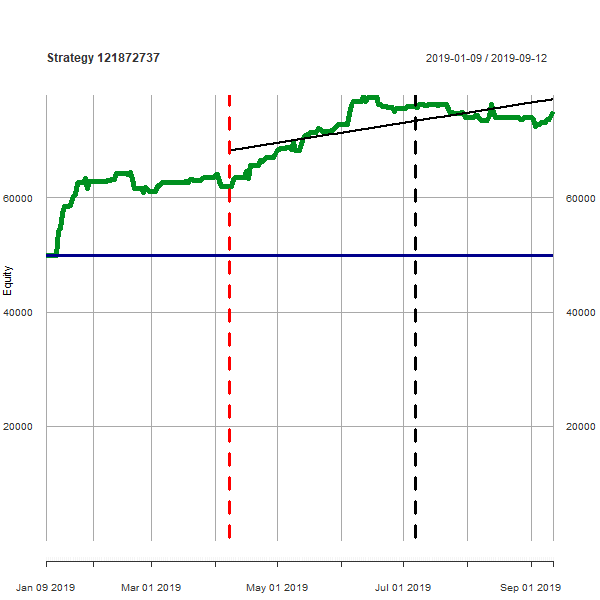 Strategy 121872737
2019-01-09 / 2019-09-12
60000
60000
Equity
40000
40000
20000
20000
Jan 09 2019
Mar 01 2019
May 01 2019
Jul 01 2019
Sep 01 2019